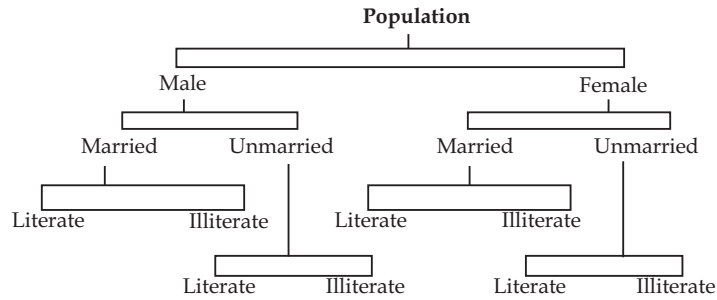 Population
Male Female
Married Unmarried Married Unmarried
Literate Illiterate Literate Illiterate
Literate Illiterate Literate Illiterate